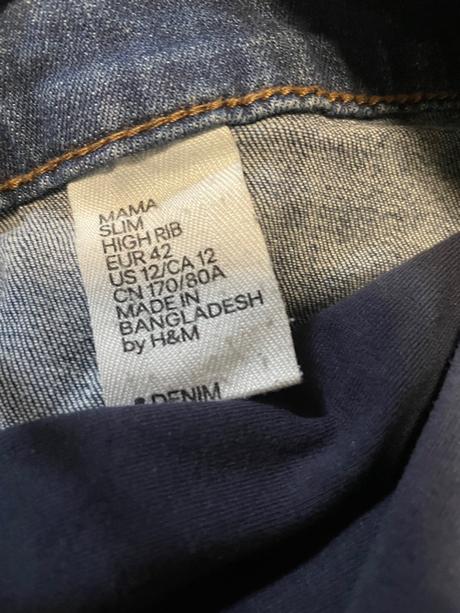 MAMA
SLIM
HIGH RIB
EUR 42
US 12/CA 12
CN 170/80A
MADE IN
BANGLADESH
by H&M
& DENIM